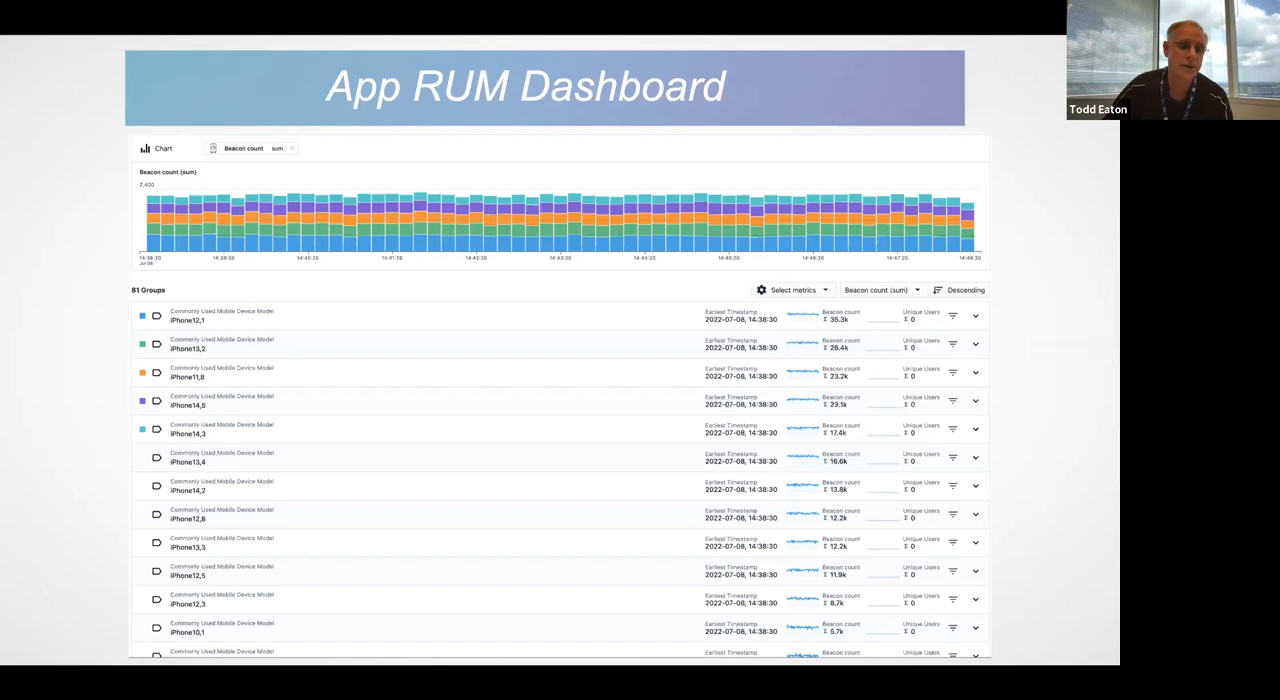 App RUM Dashboard
Todd Eaton
Chart Beacon count sum
Beacon count (sum)
2,400
14:38:20 14:39:20 14:40:20 14:41:20 14:42:20 14:43:20 14:44:20 14:45:20 14:46:20 14:47:20 14:48:20
Jul 08
81 Groups Select metrics Beacon count (sum) Descending
Commonly Used.Mobile Device Model Earliest Timestamp Beacon count Unique Users
iPhone12,1 2022-07-08, 14:38:30 Σ 35.3k Σ 0
Commonly Used.Mobile Device Model Earliest Timestamp Beacon count Unique Users
iPhone13,2 2022-07-08, 14:38:30 Σ 26.4k Σ 0
Commonly Used.Mobile Device Model Earliest Timestamp Beacon count Unique Users
iPhone11,8 2022-07-08, 14:38:30 Σ 23.2k Σ 0
Commonly Used.Mobile Device Model Earliest Timestamp Beacon count Unique Users
iPhone14,5 2022-07-08, 14:38:30 Σ 23.1k Σ 0
Commonly Used.Mobile Device Model Earliest Timestamp Beacon count Unique Users
iPhone14,3 2022-07-08, 14:38:30 Σ 17.4k Σ 0
Commonly Used.Mobile Device Model Earliest Timestamp Beacon count Unique Users
iPhone13,4 2022-07-08, 14:38:30 Σ 16.6k Σ 0
Commonly Used.Mobile Device Model Earliest Timestamp Beacon count Unique Users
iPhone14,2 2022-07-08, 14:38:30 Σ 13.8k Σ 0
Commonly Used.Mobile Device Model Earliest Timestamp Beacon count Unique Users
iPhone12,8 2022-07-08, 14:38:30 Σ 12.2k Σ 0
Commonly Used.Mobile Device Model Earliest Timestamp Beacon count Unique Users
iPhone13,3 2022-07-08, 14:38:30 Σ 12.2k Σ 0
Commonly Used.Mobile Device Model Earliest Timestamp Beacon count Unique Users
iPhone12,5 2022-07-08, 14:38:30 Σ 11.9k Σ 0
Commonly Used.Mobile Device Model Earliest Timestamp Beacon count Unique Users
iPhone12,3 2022-07-08, 14:38:30 Σ 8.7k Σ 0
Commonly Used.Mobile Device Model Earliest Timestamp Beacon count Unique Users
iPhone10,1 2022-07-08, 14:38:30 Σ 5.7k Σ 0
Commonly Used.Mobile Device Model Earliest Timestamp Beacon count Unique Users